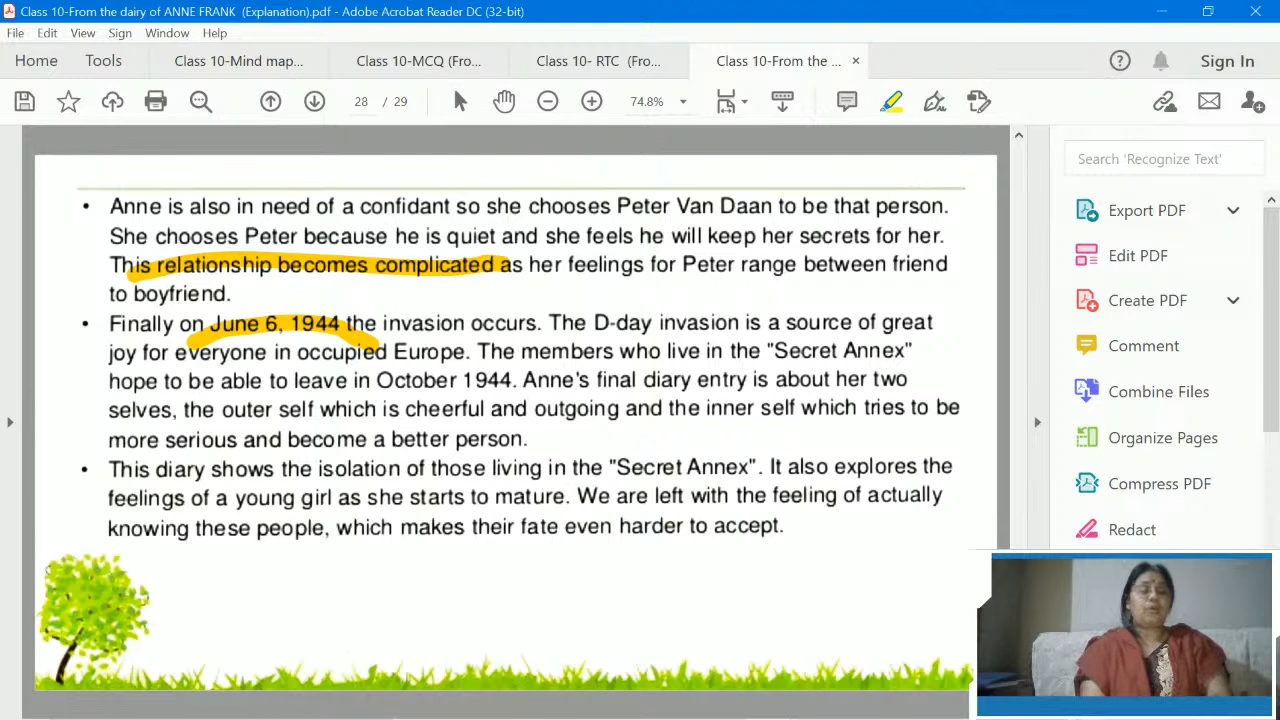 Class 10-From the dairy of ANNE FRANK (Explanation).pdf - Adobe Acrobat Reader DC (32-bit)
File Edit View Sign Window Help
Home Tools Class 10-Mind map... Class 10-MCQ (Fro... Class 10- RTC (Fro... Class 10-From the ... × Sign In
28 / 29 74.8%
Search 'Recognize Text'
Export PDF
Edit PDF
Create PDF
Comment
Combine Files
Organize Pages
Compress PDF
Redact
• Anne is also in need of a confidant so she chooses Peter Van Daan to be that person.
She chooses Peter because he is quiet and she feels he will keep her secrets for her.
This relationship becomes complicated as her feelings for Peter range between friend
to boyfriend.
• Finally on June 6, 1944 the invasion occurs. The D-day invasion is a source of great
joy for everyone in occupied Europe. The members who live in the "Secret Annex"
hope to be able to leave in October 1944. Anne's final diary entry is about her two
selves, the outer self which is cheerful and outgoing and the inner self which tries to be
more serious and become a better person.
• This diary shows the isolation of those living in the "Secret Annex". It also explores the
feelings of a young girl as she starts to mature. We are left with the feeling of actually
knowing these people, which makes their fate even harder to accept.